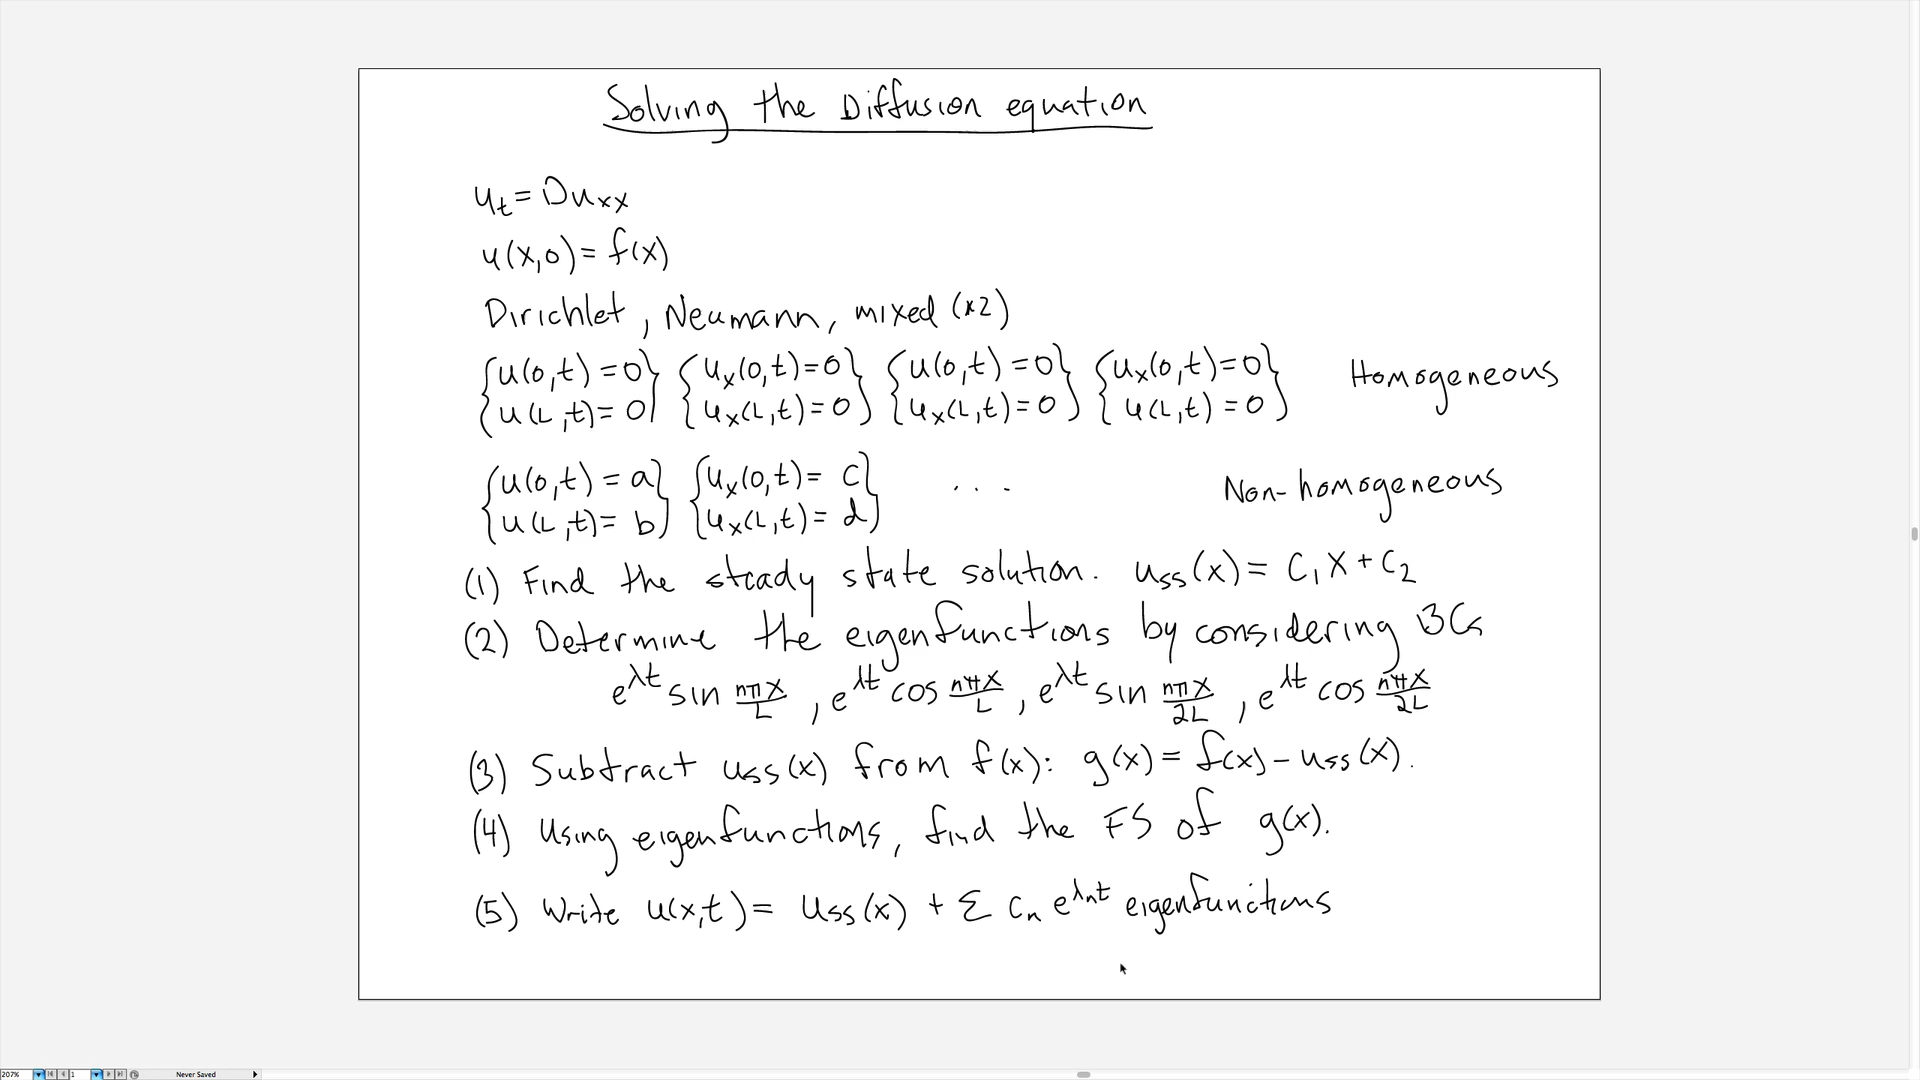 Solving the Diffusion equation
u_t = Du_xx
u(x,0) = f(x)
Dirichlet, Neumann, mixed (x2)
{u(0,t) = 0} {u_x(0,t) = 0} {u(0,t) = 0} {u_x(0,t) = 0} Homogeneous
{u(L,t) = 0} {u_x(L,t) = 0} {u_x(L,t) = 0} {u(L,t) = 0}
{u(0,t) = a} {u_x(0,t) = c} ... Non-homogeneous
{u(L,t) = b} {u_x(L,t) = d}
(1) Find the steady state solution. u_ss(x) = C_1 x + C_2
(2) Determine the eigenfunctions by considering BCs
e^{λt} sin nπx/L, e^{λt} cos nπx/L, e^{λt} sin nπx/2L, e^{λt} cos nπx/2L
(3) Subtract u_ss(x) from f(x): g(x) = f(x) - u_ss(x).
(4) Using eigenfunctions, find the FS of g(x).
(5) Write u(x,t) = u_ss(x) + Σ c_n e^{λ_n t} eigenfunctions
207% 1 Never Saved